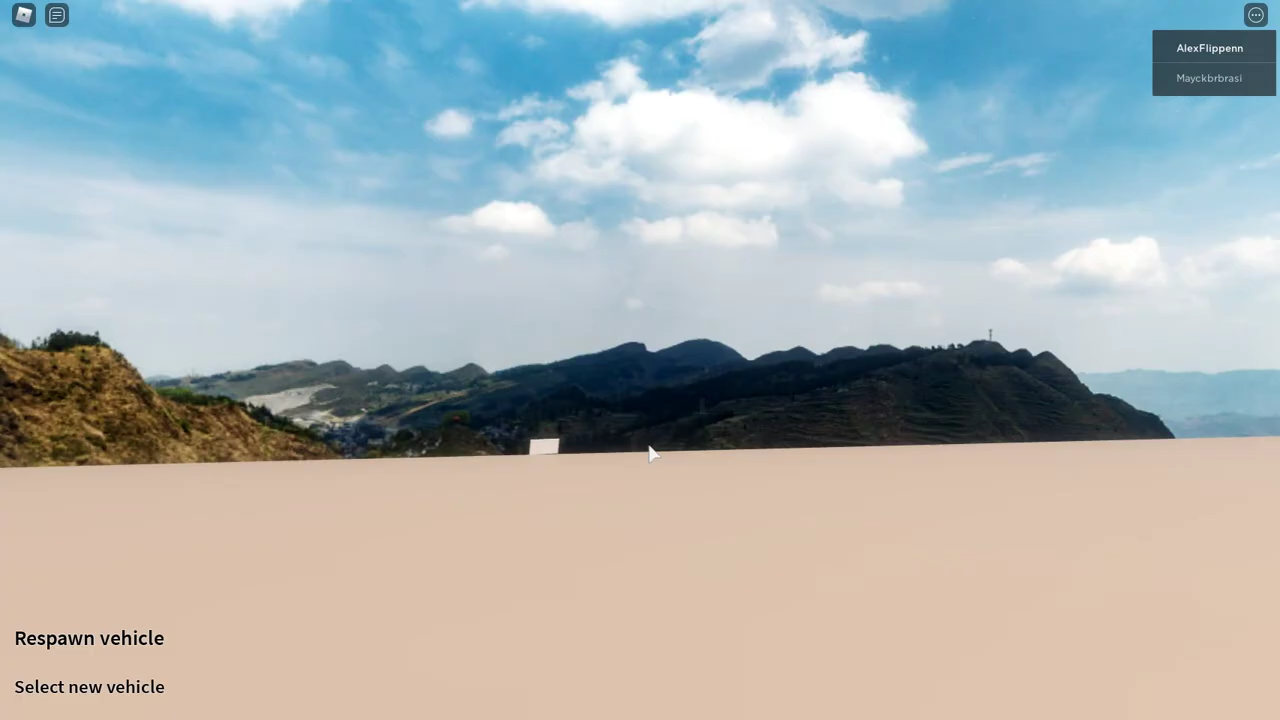 AlexFlippenn
Mayckbrbrasi
Respawn vehicle
Select new vehicle